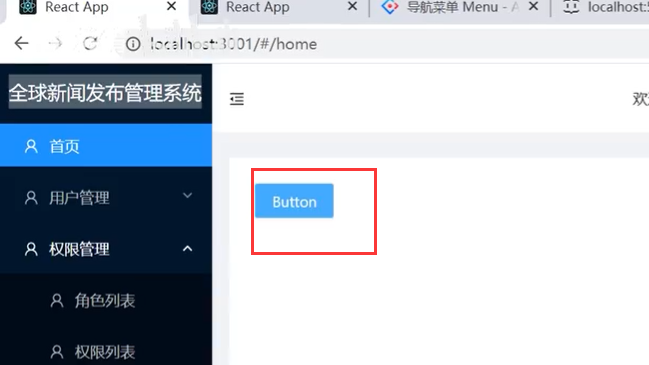 React App
React App
导航菜单 Menu - A
localhost:5
localhost:3001/#/home
全球新闻发布管理系统
欢迎
首页
Button
用户管理
权限管理
角色列表
权限列表